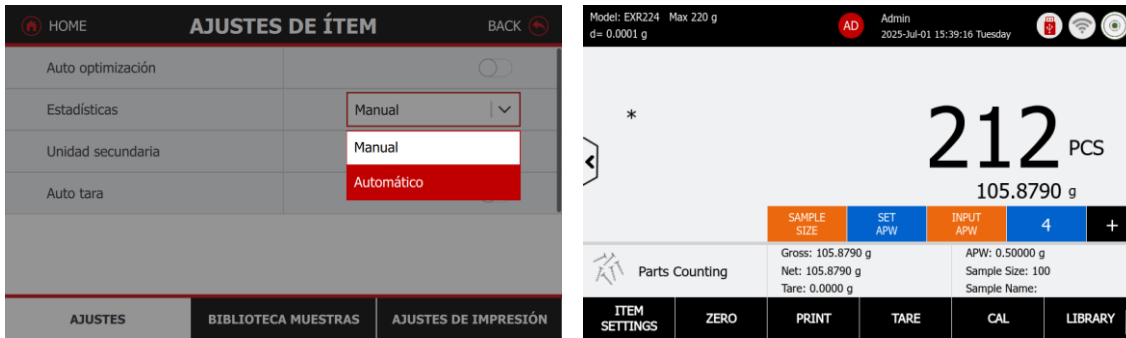 HOME AJUSTES DE ÍTEM BACK
Auto optimización
Estadísticas Manual
Manual
Unidad secundaria
Automático
Auto tara
AJUSTES BIBLIOTECA MUESTRAS AJUSTES DE IMPRESIÓN
Model: EXR224 Max 220 g
d= 0.0001 g
AD
Admin
2025-Jul-01 15:39:16 Tuesday
*
212 PCS
105.8790 g
SAMPLE SIZE
SET APW
INPUT APW
4
+
Parts Counting
Gross: 105.8790 g
Net: 105.8790 g
Tare: 0.0000 g
APW: 0.50000 g
Sample Size: 100
Sample Name:
ITEM SETTINGS
ZERO
PRINT
TARE
CAL
LIBRARY